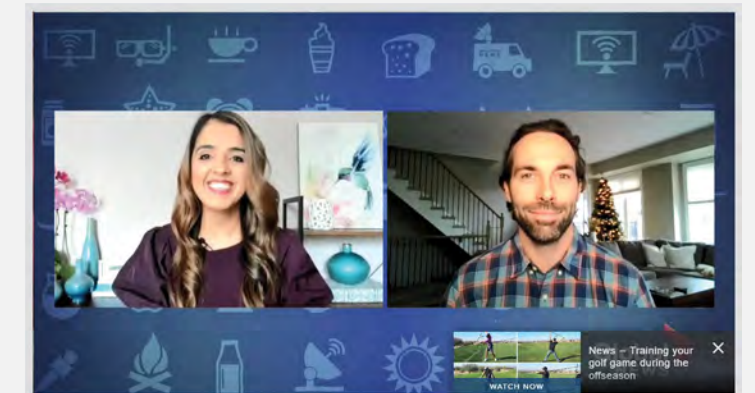 WATCH NOW
News – Training your
golf game during the
offseason